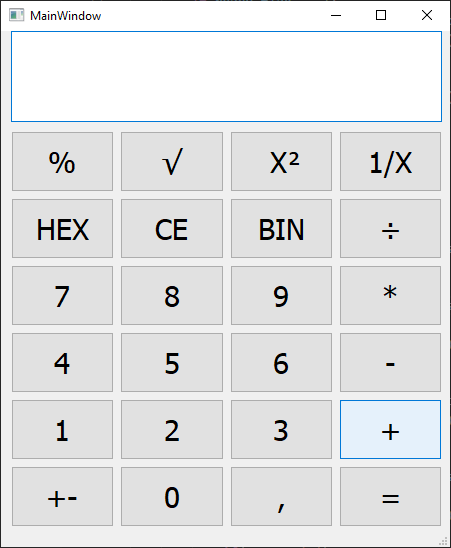 MainWindow
% √ X² 1/X
HEX CE BIN ÷
7 8 9 *
4 5 6 -
1 2 3 +
+- 0 , =